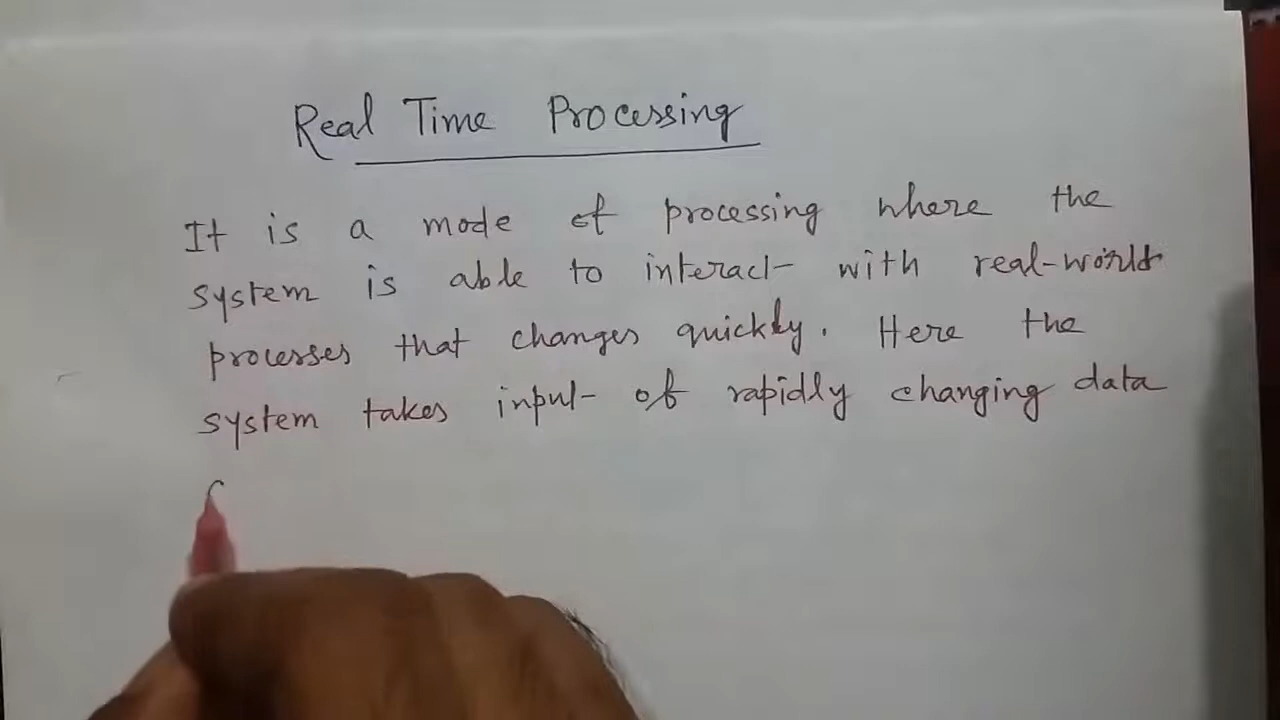 Real Time Processing
It is a mode of processing where the
system is able to interact with real-world
processes that changes quickly. Here the
system takes input of rapidly changing data